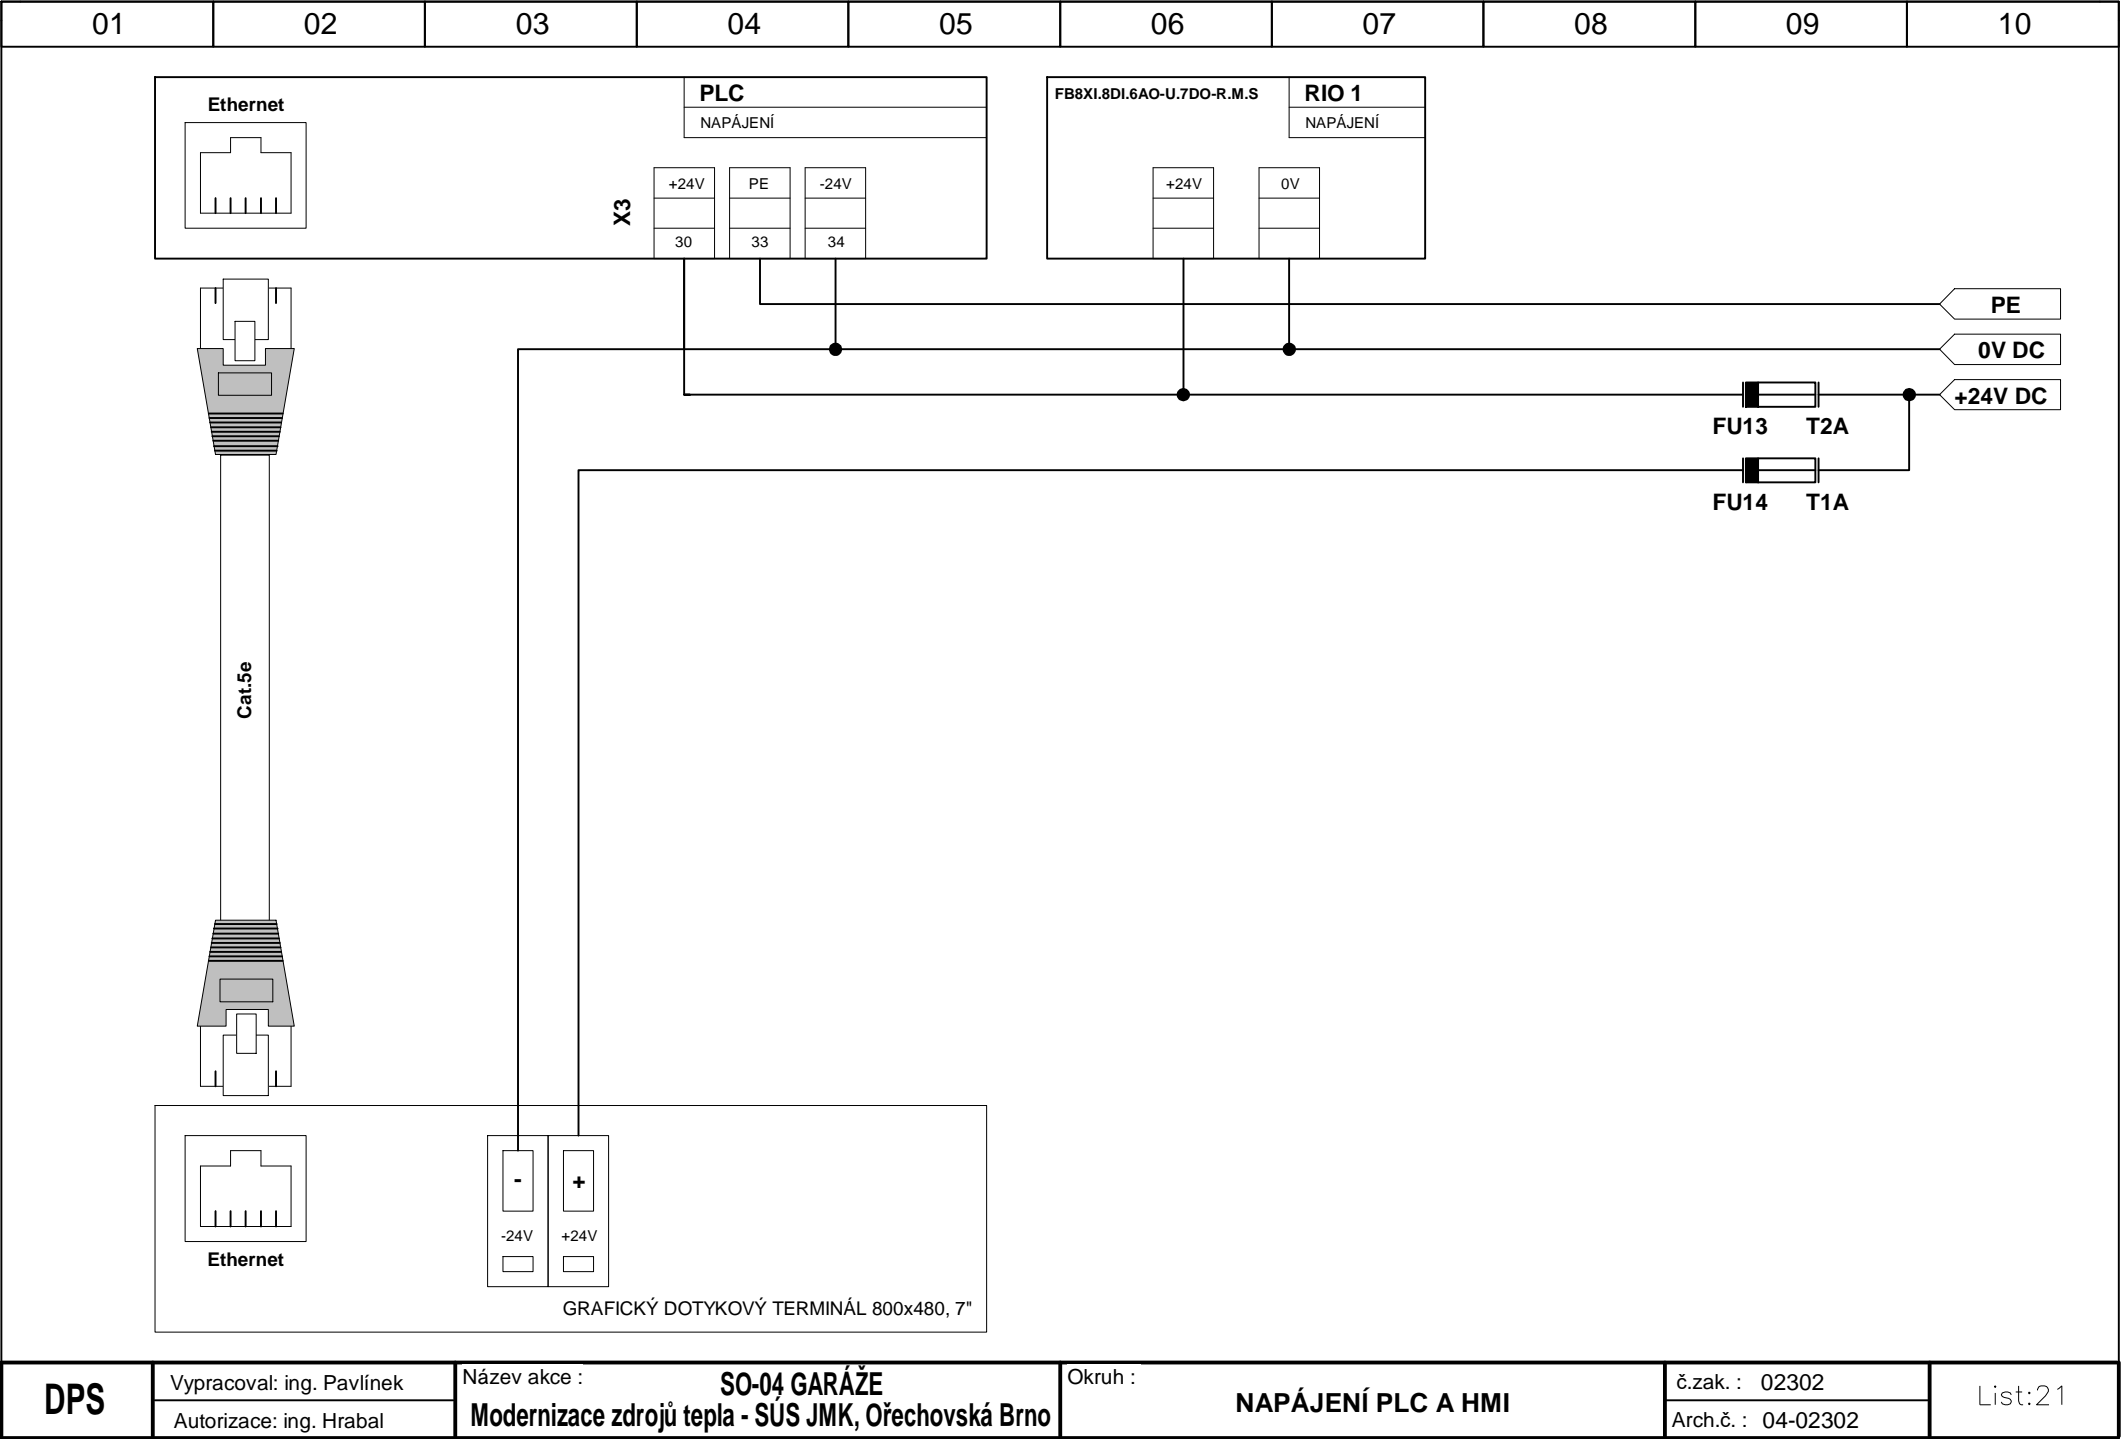 01 02 03 04 05 06 07 08 09 10
Ethernet
PLC
NAPÁJENÍ
X3
+24V PE -24V
30 33 34
FB8XI.8DI.6AO-U.7DO-R.M.S
RIO 1
NAPÁJENÍ
+24V 0V
PE
0V DC
+24V DC
FU13 T2A
FU14 T1A
Cat.5e
- +
-24V +24V
Ethernet
GRAFICKÝ DOTYKOVÝ TERMINÁL 800x480, 7"
DPS
Vypracoval: ing. Pavlínek
Autorizace: ing. Hrabal
Název akce :
SO-04 GARÁŽE
Modernizace zdrojů tepla - SÚS JMK, Ořechovská Brno
Okruh :
NAPÁJENÍ PLC A HMI
č.zak. : 02302
Arch.č. : 04-02302
List:21